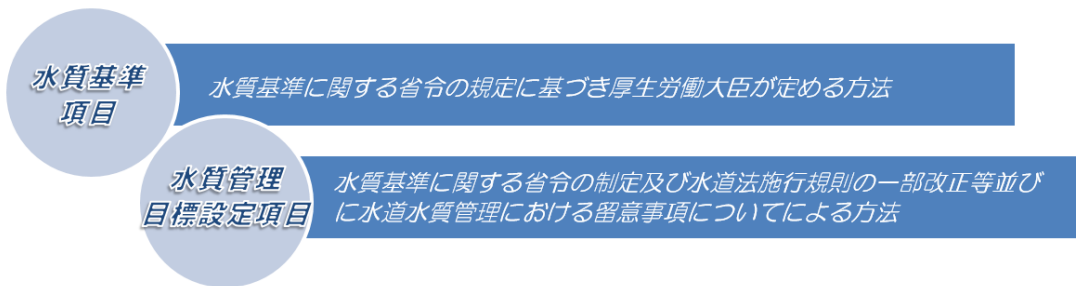 水質基準
項目
水質基準に関する省令の規定に基づき厚生労働大臣が定める方法
水質管理
目標設定項目
水質基準に関する省令の制定及び水道法施行規則の一部改正等並び
に水道水質管理における留意事項についてによる方法